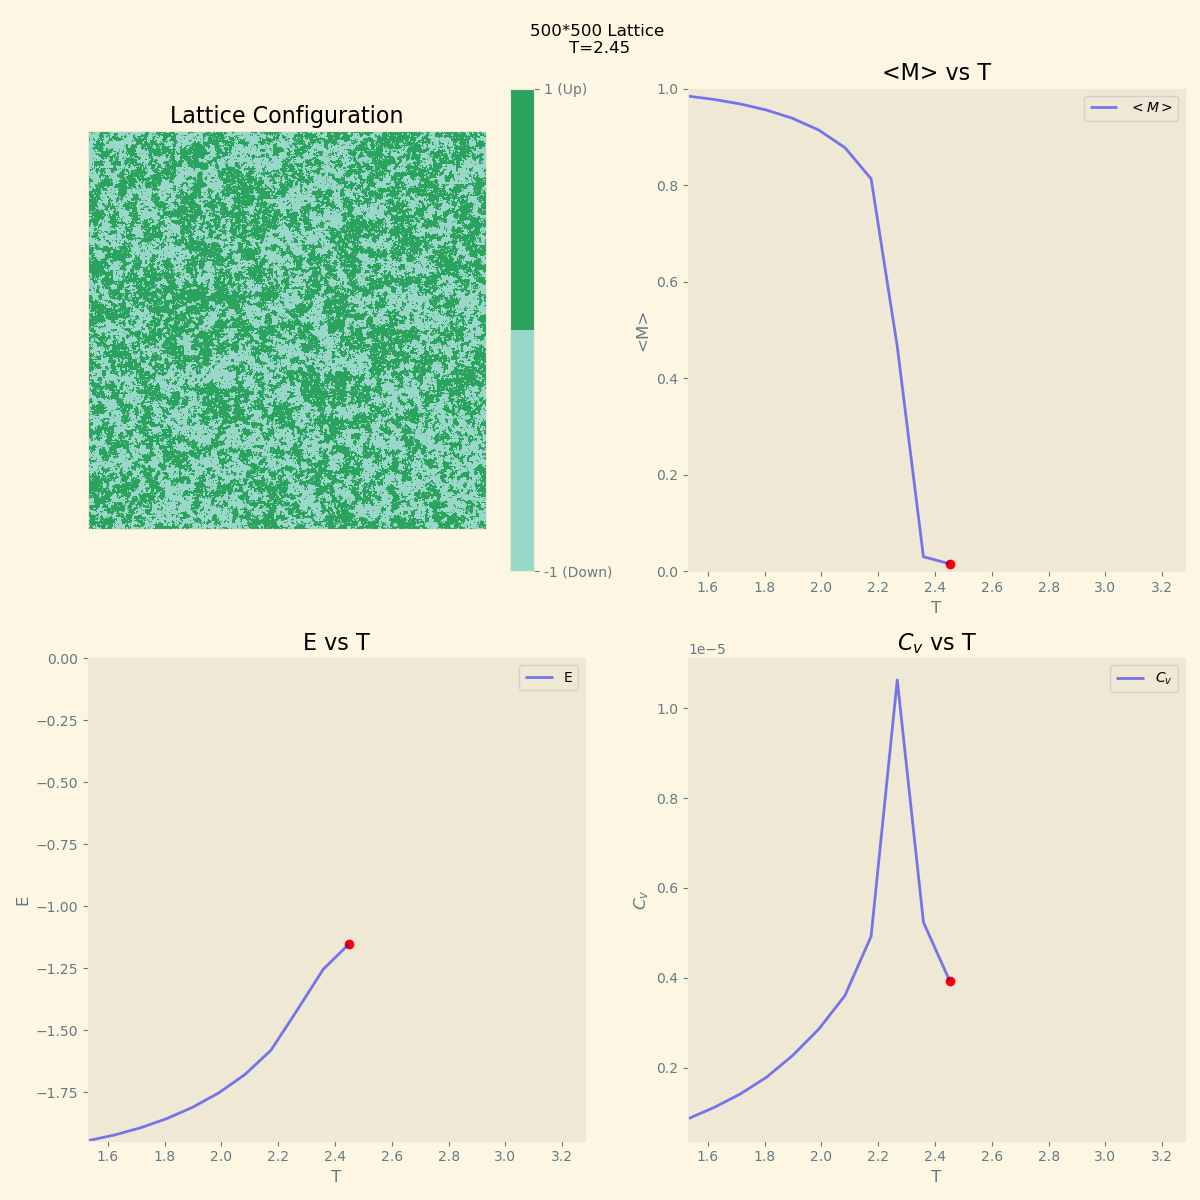 500*500 Lattice
T=2.45
Lattice Configuration
1 (Up)
-1 (Down)
<M> vs T
1.0
0.8
0.6
0.4
0.2
0.0
<M>
<M>
1.6 1.8 2.0 2.2 2.4 2.6 2.8 3.0 3.2
T
E vs T
0.00
−0.25
−0.50
−0.75
−1.00
−1.25
−1.50
−1.75
E
E
1.6 1.8 2.0 2.2 2.4 2.6 2.8 3.0 3.2
T
Cv vs T
1e−5
1.0
0.8
0.6
0.4
0.2
Cv
Cv
1.6 1.8 2.0 2.2 2.4 2.6 2.8 3.0 3.2
T